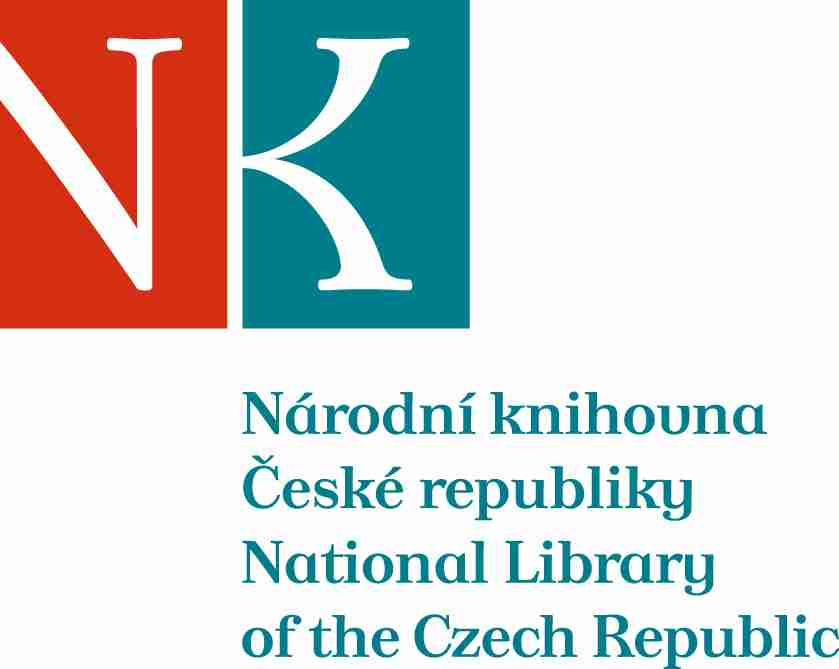 NK
Národní knihovna
České republiky
National Library
of the Czech Republic